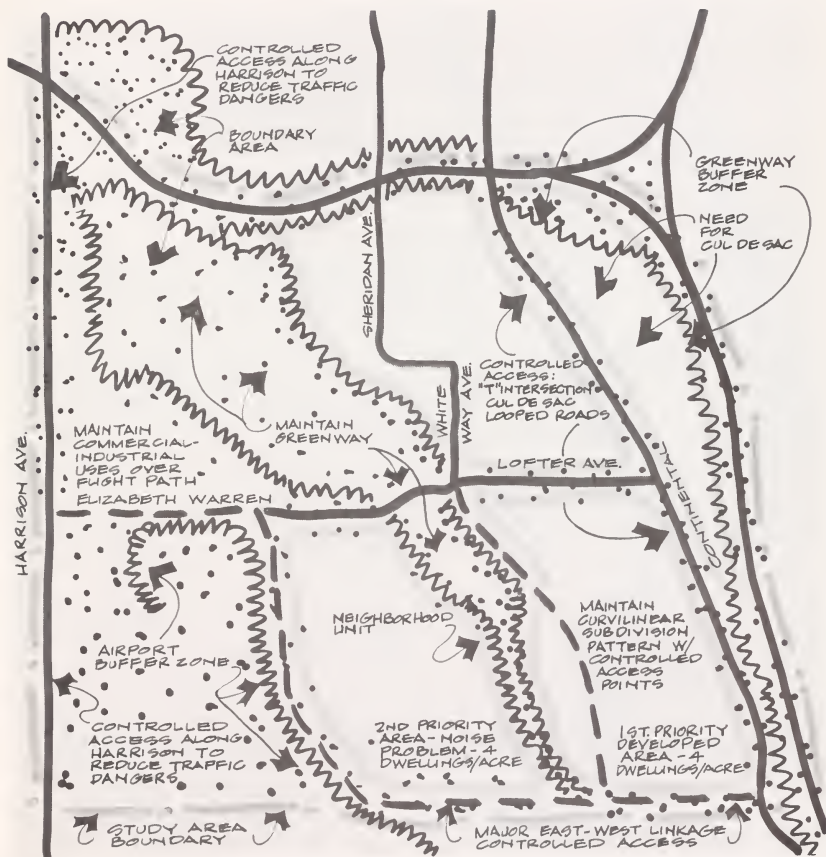 CONTROLLED
ACCESS ALONG
HARRISON TO
REDUCE TRAFFIC
DANGERS
BOUNDARY
AREA
GREENWAY
BUFFER
ZONE
NEED
FOR
CUL DE SAC
SHERIDAN AVE.
CONTROLLED
ACCESS:
"T" INTERSECTION
CUL DE SAC
LOOPED ROADS
WHITE
WAY AVE.
MAINTAIN
COMMERCIAL-
INDUSTRIAL
USES OVER
FLIGHT PATH
MAINTAIN
GREENWAY
LOFTER AVE.
ELIZABETH WARREN
HARRISON AVE.
CONTINENTAL
AIRPORT
BUFFER ZONE
NEIGHBORHOOD
UNIT
MAINTAIN
CURVILINEAR
SUBDIVISION
PATTERN W/
CONTROLLED
ACCESS
POINTS
CONTROLLED
ACCESS ALONG
HARRISON TO
REDUCE TRAFFIC
DANGERS
2ND PRIORITY
AREA-NOISE
PROBLEM-4
DWELLINGS/ACRE
1ST. PRIORITY
DEVELOPED
AREA-4
DWELLINGS/ACRE
STUDY AREA
BOUNDARY
MAJOR EAST-WEST LINKAGE
CONTROLLED ACCESS